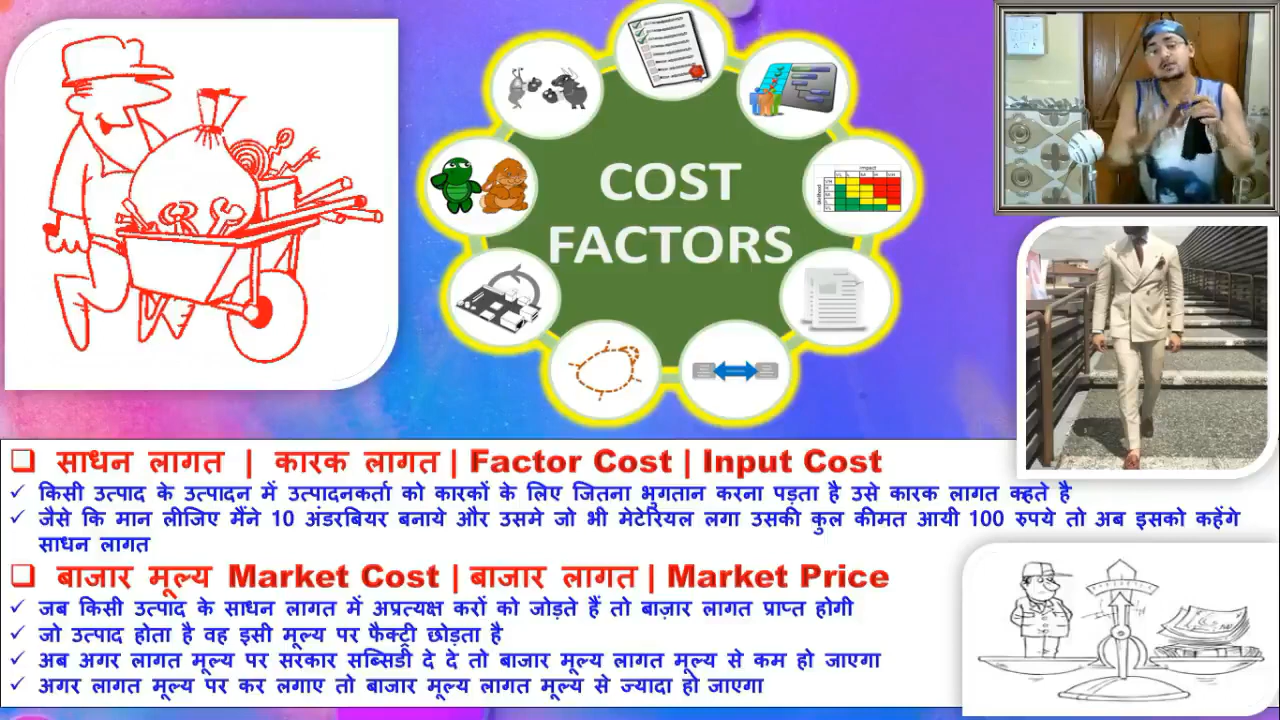 COST
FACTORS
साधन लागत | कारक लागत | Factor Cost | Input Cost
किसी उत्पाद के उत्पादन में उत्पादनकर्ता को कारकों के लिए जितना भुगतान करना पड़ता है उसे कारक लागत कहते है
जैसे कि मान लीजिए मैंने 10 अंडरबियर बनाये और उसमे जो भी मेटेरियल लगा उसकी कुल कीमत आयी 100 रुपये तो अब इसको कहेंगे
साधन लागत
बाजार मूल्य Market Cost | बाजार लागत | Market Price
जब किसी उत्पाद के साधन लागत में अप्रत्यक्ष करों को जोड़ते हैं तो बाज़ार लागत प्राप्त होगी
जो उत्पाद होता है वह इसी मूल्य पर फैक्ट्री छोड़ता है
अब अगर लागत मूल्य पर सरकार सब्सिडी दे दे तो बाजार मूल्य लागत मूल्य से कम हो जाएगा
अगर लागत मूल्य पर कर लगाए तो बाजार मूल्य लागत मूल्य से ज्यादा हो जाएगा